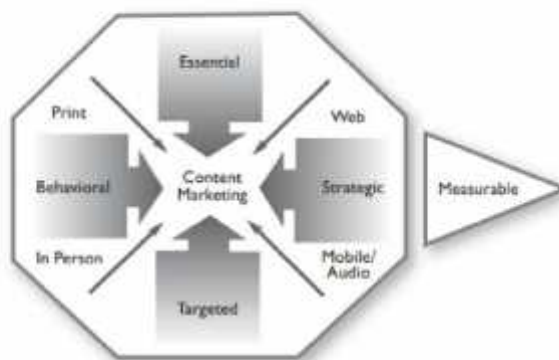 Essential
Print
Web
Behavioral
Content
Marketing
Strategic
Measurable
In Person
Mobile/
Audio
Targeted